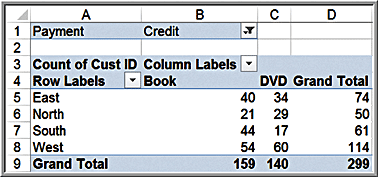 A B C D
1 Payment Credit
2
3 Count of Cust ID Column Labels
4 Row Labels Book DVD Grand Total
5 East 40 34 74
6 North 21 29 50
7 South 44 17 61
8 West 54 60 114
9 Grand Total 159 140 299